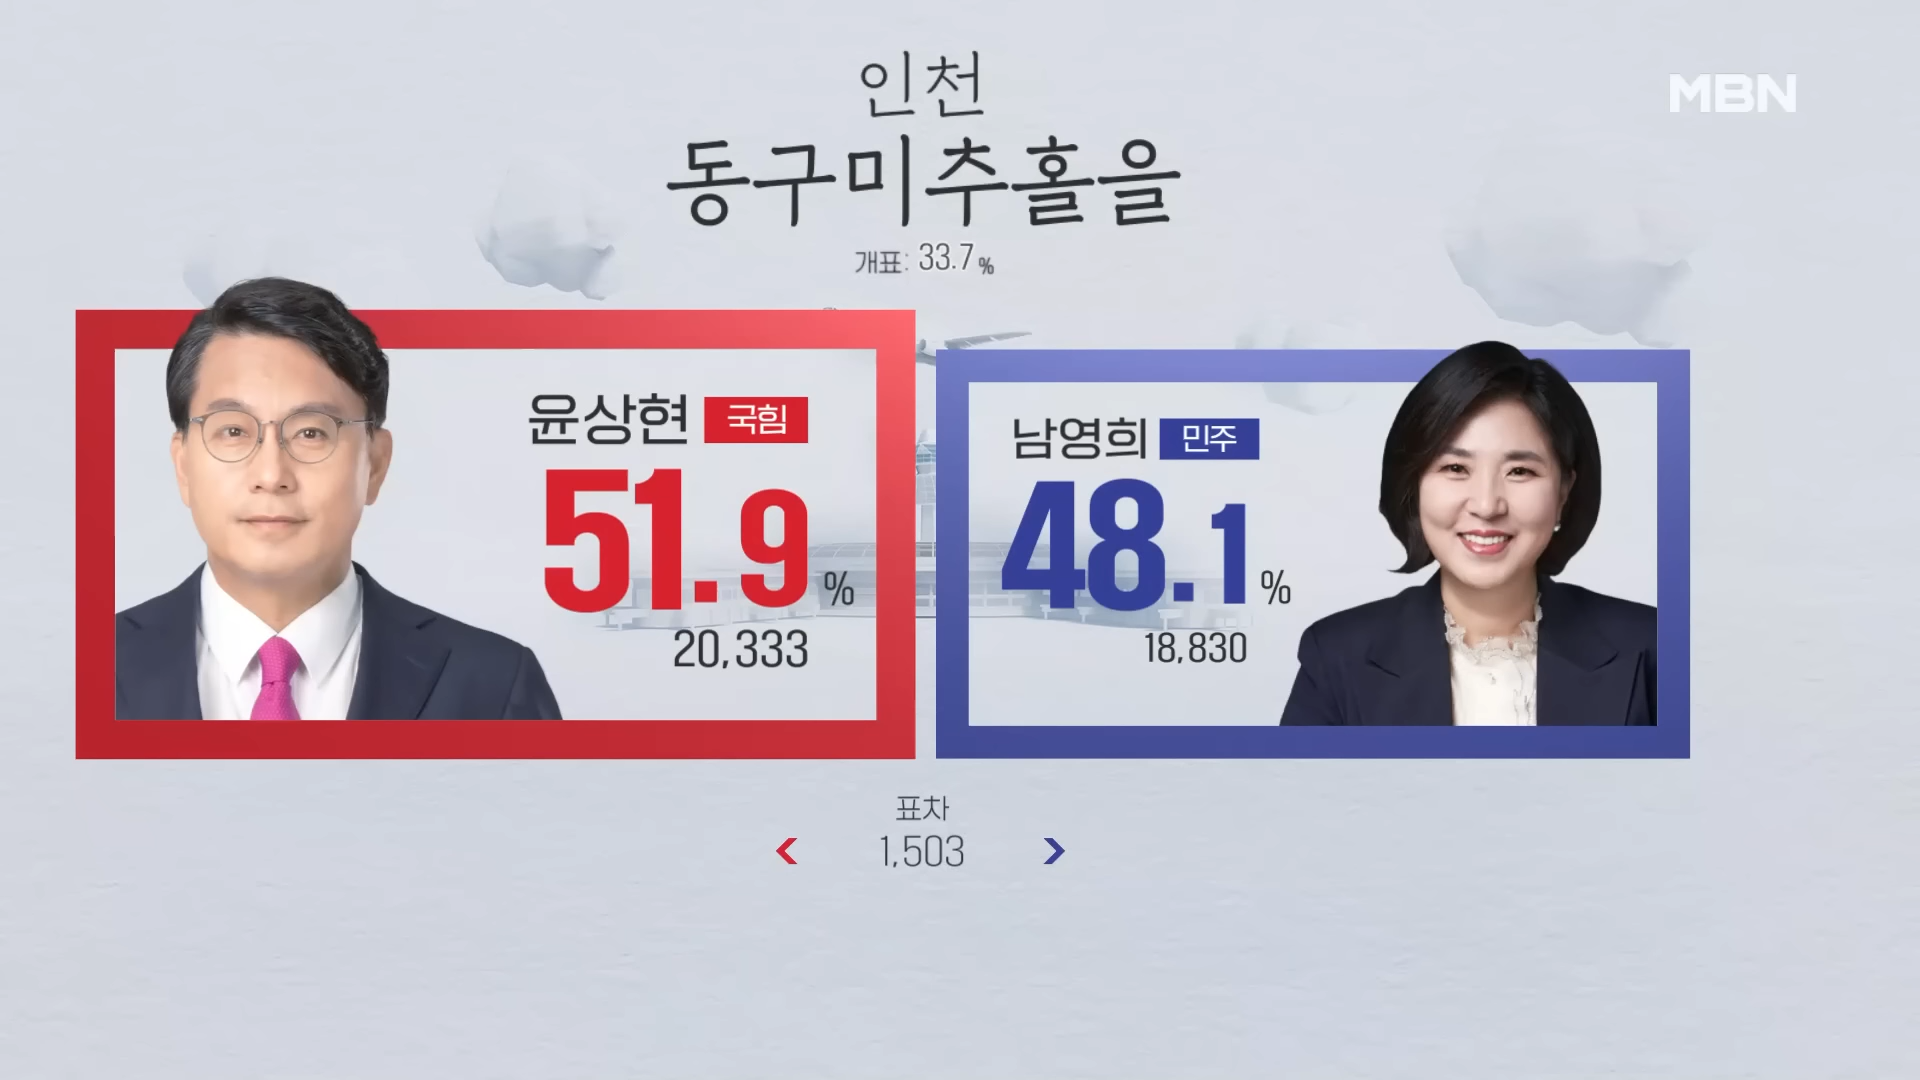 인천
MBN
동구미추홀을
개표: 33.7 %
윤상현 국힘
51.9 %
20,333
남영희 민주
48.1 %
18,830
표차
< 1,503 >